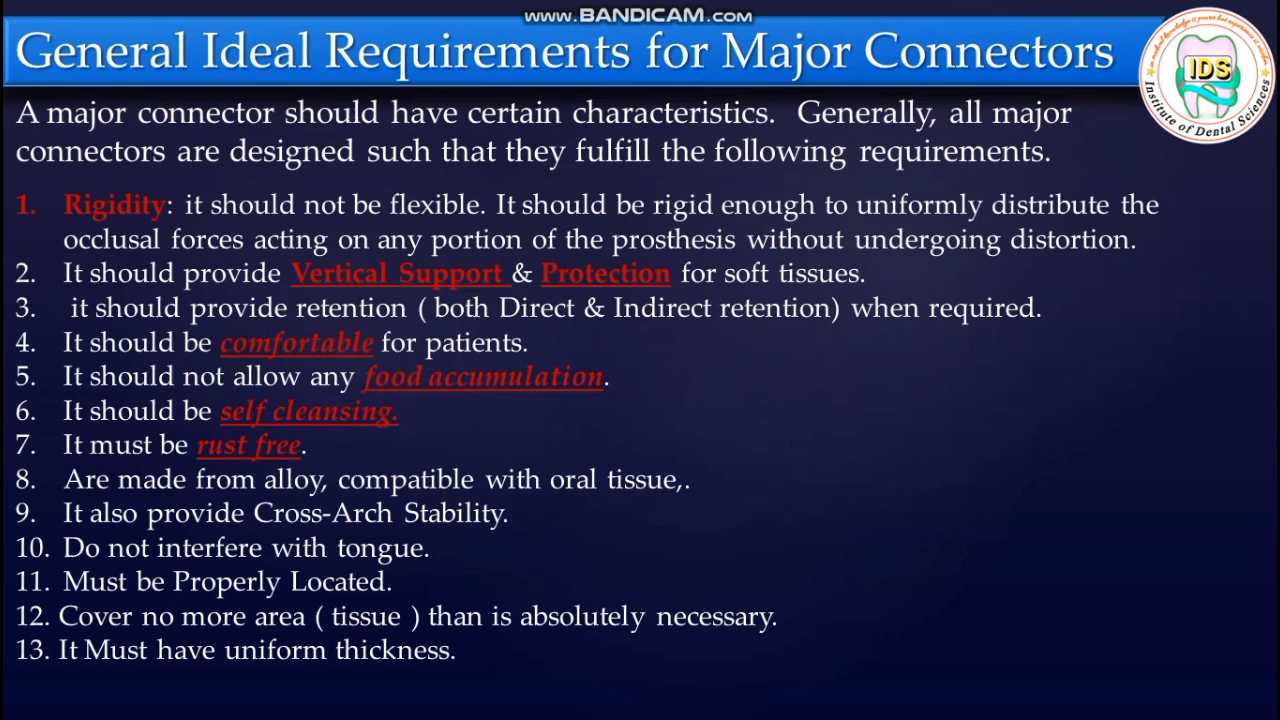 www.BANDICAM.com
General Ideal Requirements for Major Connectors
IDS
Institute of Dental Sciences
A major connector should have certain characteristics. Generally, all major
connectors are designed such that they fulfill the following requirements.
1. Rigidity: it should not be flexible. It should be rigid enough to uniformly distribute the
occlusal forces acting on any portion of the prosthesis without undergoing distortion.
2. It should provide Vertical Support & Protection for soft tissues.
3. it should provide retention ( both Direct & Indirect retention) when required.
4. It should be comfortable for patients.
5. It should not allow any food accumulation.
6. It should be self cleansing.
7. It must be rust free.
8. Are made from alloy, compatible with oral tissue,.
9. It also provide Cross-Arch Stability.
10. Do not interfere with tongue.
11. Must be Properly Located.
12. Cover no more area ( tissue ) than is absolutely necessary.
13. It Must have uniform thickness.